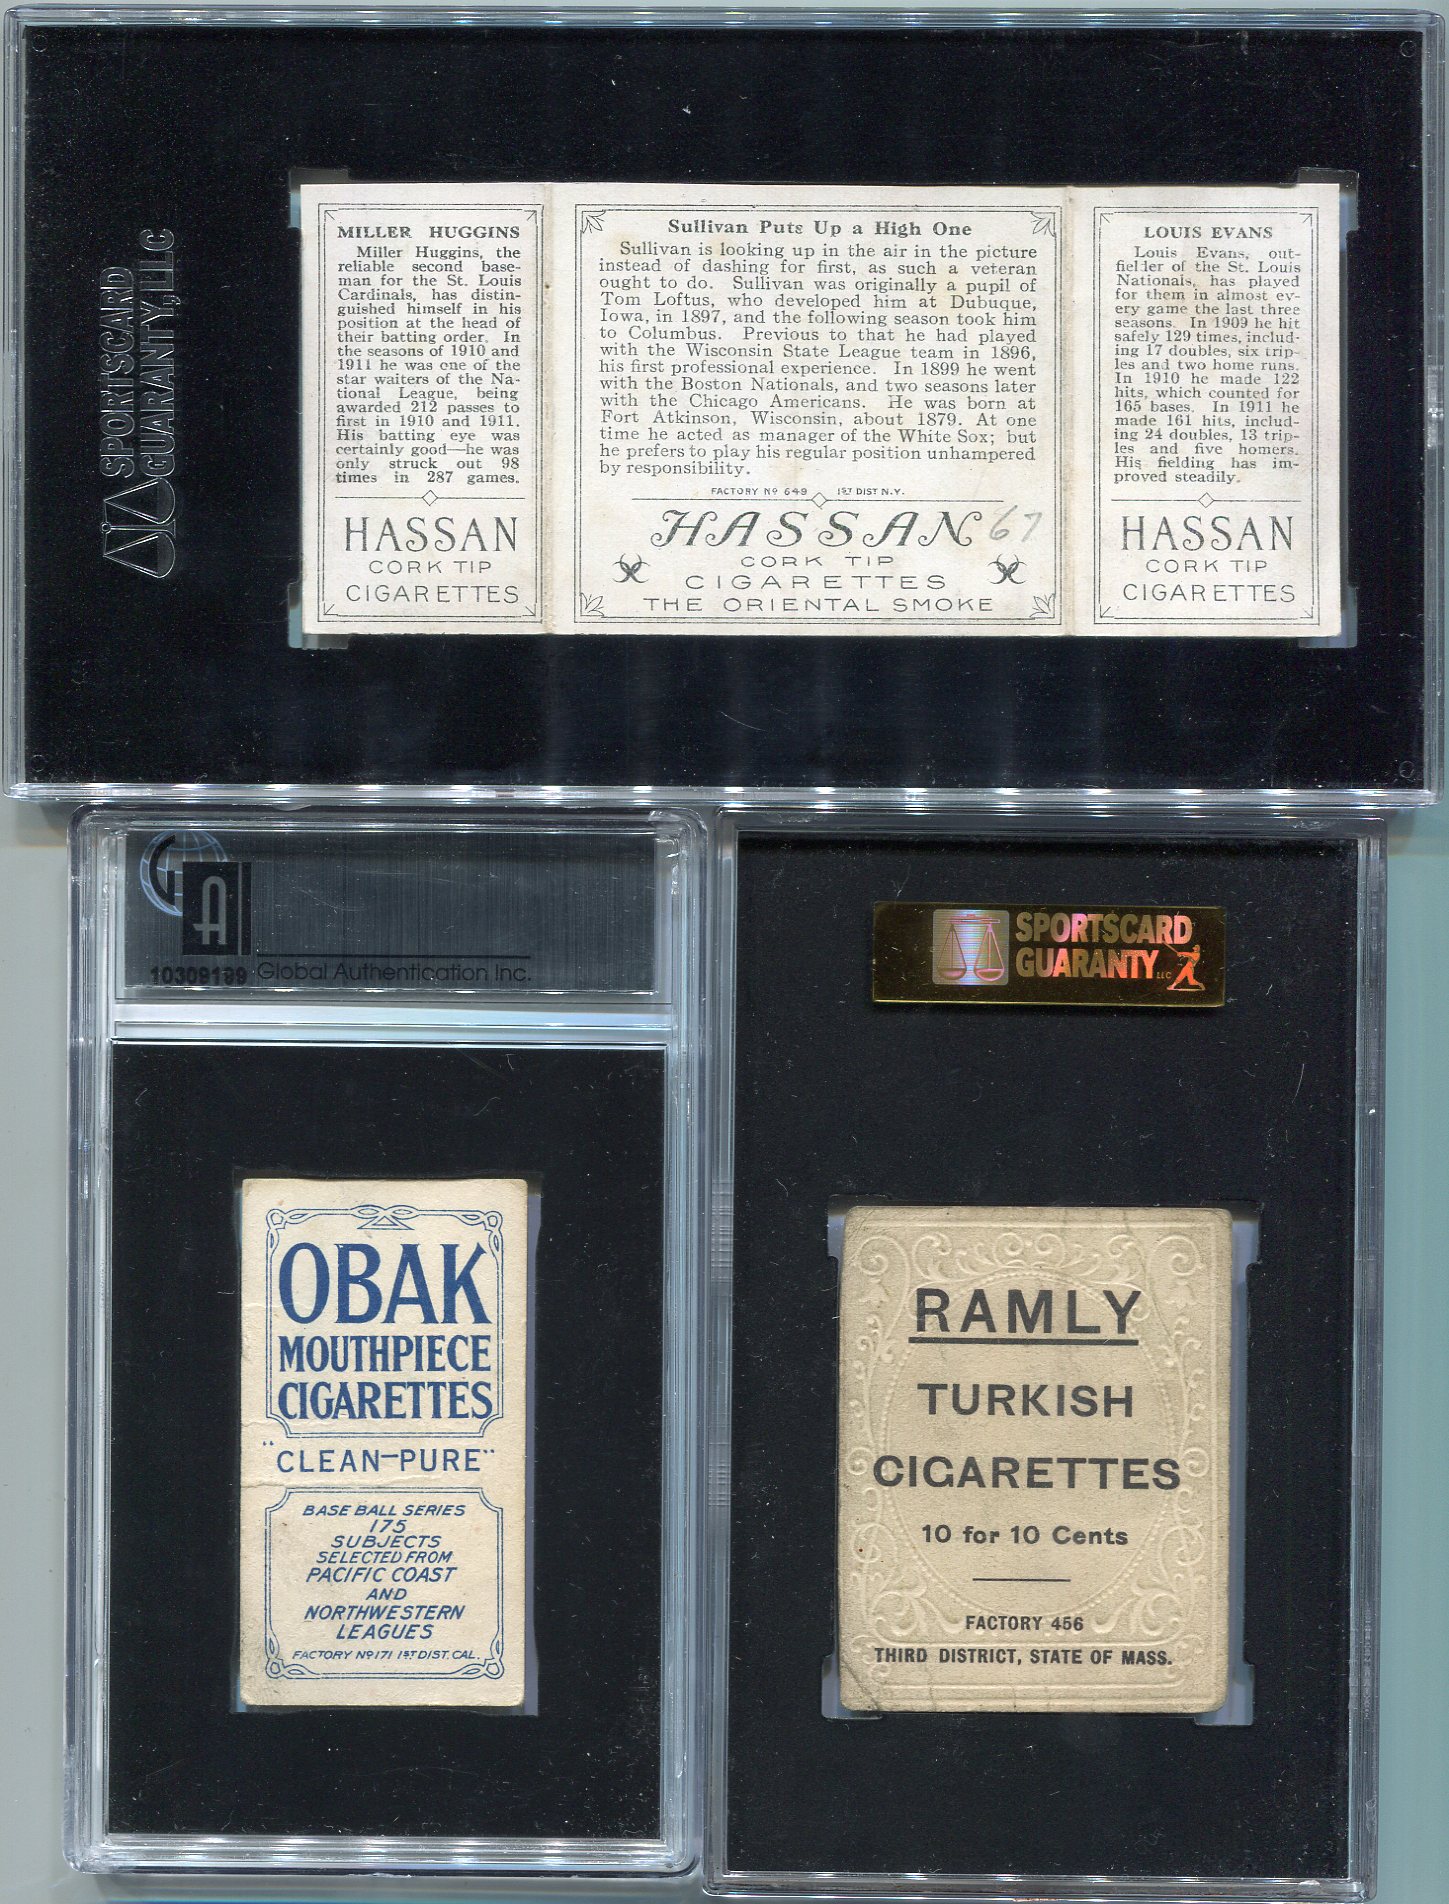 SPORTSCARD
GUARANTY, LLC
MILLER HUGGINS
Miller Huggins, the
reliable second base-
man for the St. Louis
Cardinals, has distin-
guished himself in his
position at the head of
their batting order. In
the seasons of 1910 and
1911 he was one of the
star waiters of the Na-
tional League, being
awarded 212 passes to
first in 1910 and 1911.
His batting eye was
certainly good—he was
only struck out 98
times in 287 games.
HASSAN
CORK TIP
CIGARETTES
Sullivan Puts Up a High One
Sullivan is looking up in the air in the picture
instead of dashing for first, as such a veteran
ought to do. Sullivan was originally a pupil of
Tom Loftus, who developed him at Dubuque,
Iowa, in 1897, and the following season took him
to Columbus. Previous to that he had played
with the Wisconsin State League team in 1896,
his first professional experience. In 1899 he went
with the Boston Nationals, and two seasons later
with the Chicago Americans. He was born at
Fort Atkinson, Wisconsin, about 1879. At one
time he acted as manager of the White Sox; but
he prefers to play his regular position unhampered
by responsibility.
FACTORY Nº 649 1ST DIST N.Y.
HASSAN '67
CORK TIP
CIGARETTES
THE ORIENTAL SMOKE
LOUIS EVANS
Louis Evans, out-
fielder of the St. Louis
Nationals, has played
for them in almost ev-
ery game the last three
seasons. In 1909 he hit
safely 129 times, includ-
ing 17 doubles, six trip-
les and two home runs.
In 1910 he made 122
hits, which counted for
165 bases. In 1911 he
made 161 hits, includ-
ing 24 doubles, 13 trip-
les and five homers.
His fielding has im-
proved steadily.
HASSAN
CORK TIP
CIGARETTES
GA
10309199 Global Authentication Inc.
OBAK
MOUTHPIECE
CIGARETTES
"CLEAN-PURE"
BASE BALL SERIES
175
SUBJECTS
SELECTED FROM
PACIFIC COAST
AND
NORTHWESTERN
LEAGUES
FACTORY Nº 171 1ST DIST. CAL.
SPORTSCARD
GUARANTY LLC
RAMLY
TURKISH
CIGARETTES
10 for 10 Cents
FACTORY 456
THIRD DISTRICT, STATE OF MASS.